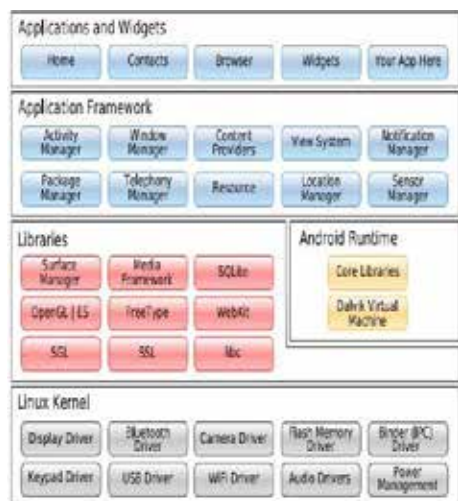 Applications and Widgets
Home Contacts Browser Widgets Your App Here
Application Framework
Activity Manager Window Manager Content Providers View System Notification Manager
Package Manager Telephony Manager Resource Location Manager Sensor Manager
Libraries
Surface Manager Media Framework SQLite
OpenGL | ES FreeType WebKit
SGL SSL libc
Android Runtime
Core Libraries
Dalvik Virtual Machine
Linux Kernel
Display Driver Bluetooth Driver Camera Driver Flash Memory Driver Binder (IPC) Driver
Keypad Driver USB Driver WiFi Driver Audio Drivers Power Management